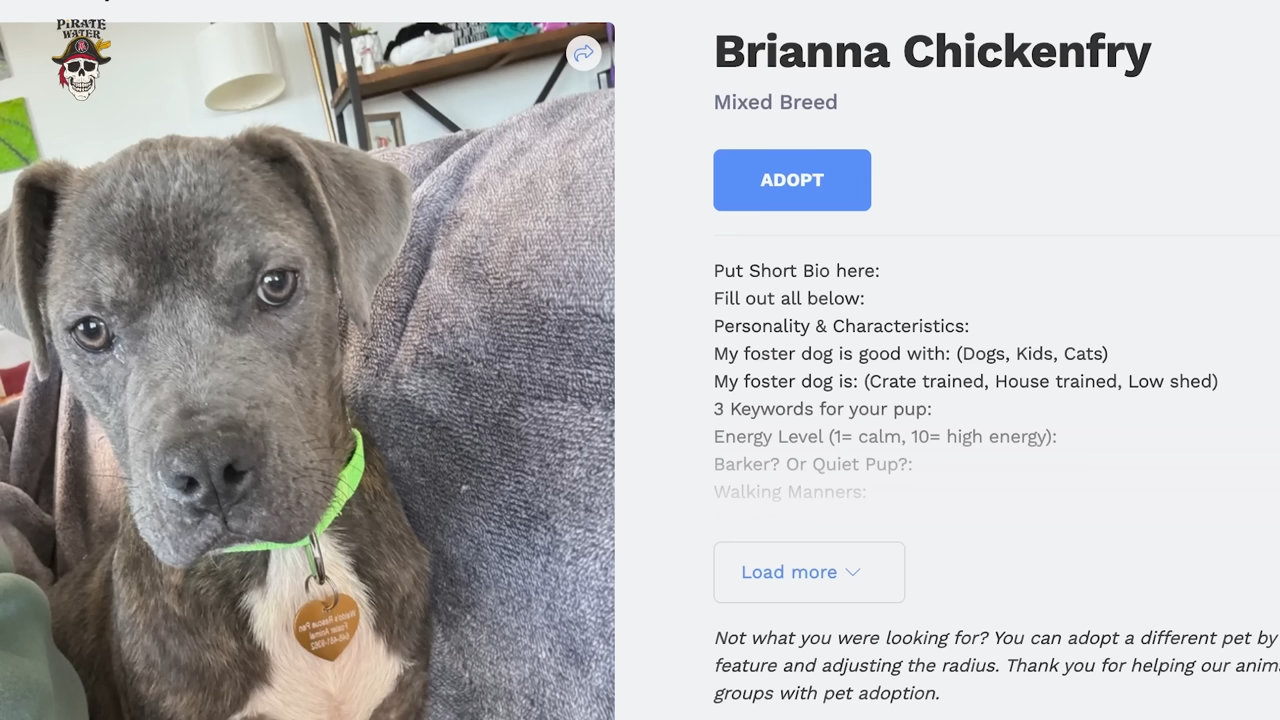 PiRATE
WATER
Brianna Chickenfry
Mixed Breed
ADOPT
Put Short Bio here:
Fill out all below:
Personality & Characteristics:
My foster dog is good with: (Dogs, Kids, Cats)
My foster dog is: (Crate trained, House trained, Low shed)
3 Keywords for your pup:
Energy Level (1= calm, 10= high energy):
Barker? Or Quiet Pup?:
Walking Manners:
Load more
Not what you were looking for? You can adopt a different pet by
feature and adjusting the radius. Thank you for helping our anim
groups with pet adoption.
Rescue Pen
Foster Animal